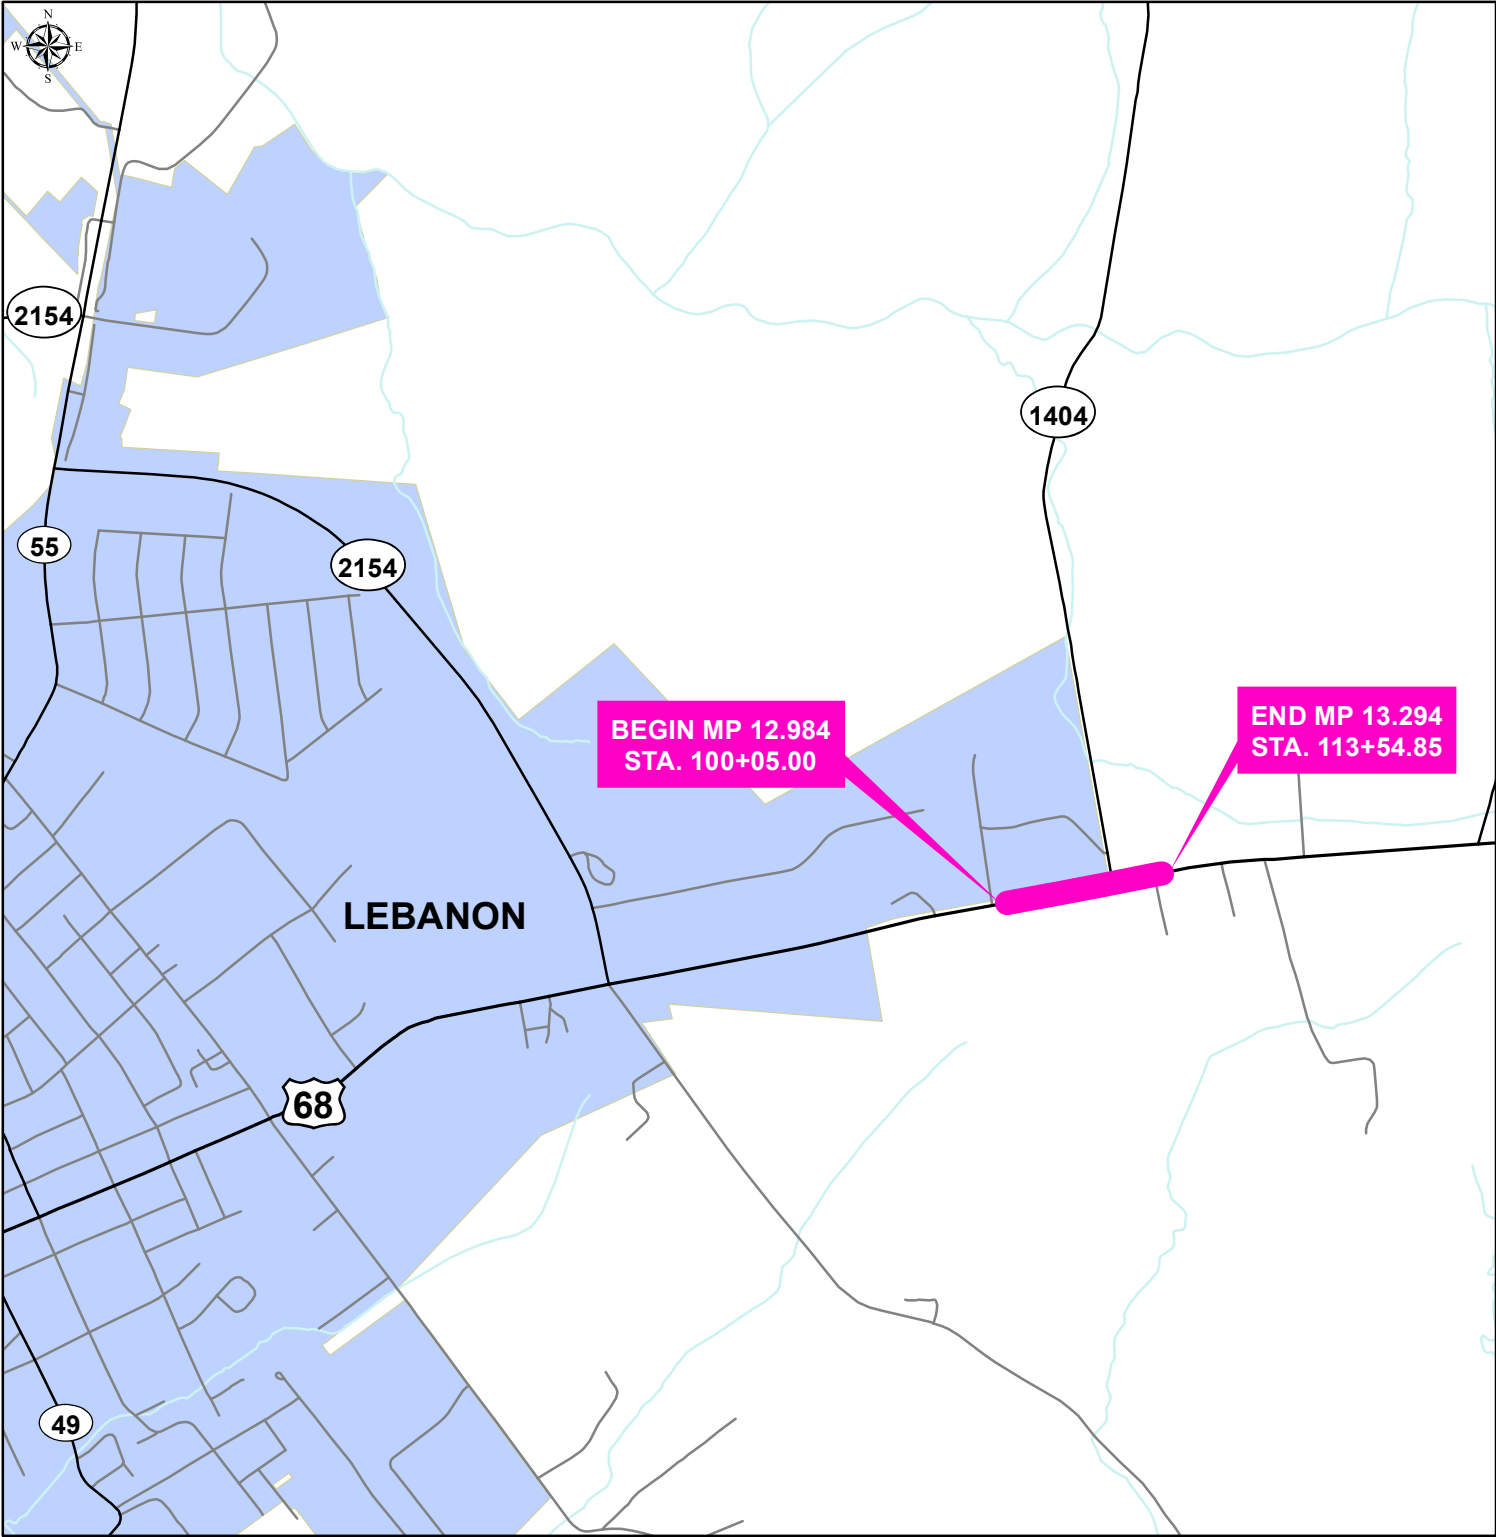 N
W
E
S
2154
1404
55
2154
BEGIN MP 12.984
STA. 100+05.00
END MP 13.294
STA. 113+54.85
LEBANON
68
49